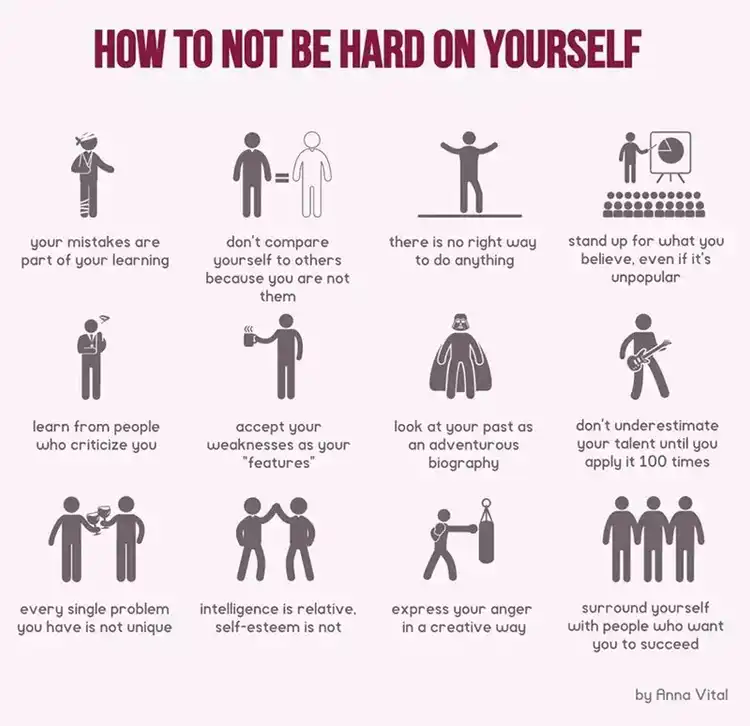 HOW TO NOT BE HARD ON YOURSELF
your mistakes are
part of your learning
don't compare
yourself to others
because you are not
them
there is no right way
to do anything
stand up for what you
believe, even if it's
unpopular
learn from people
who criticize you
accept your
weaknesses as your
"features"
look at your past as
an adventurous
biography
don't underestimate
your talent until you
apply it 100 times
every single problem
you have is not unique
intelligence is relative,
self-esteem is not
express your anger
in a creative way
surround yourself
with people who want
you to succeed
by Anna Vital